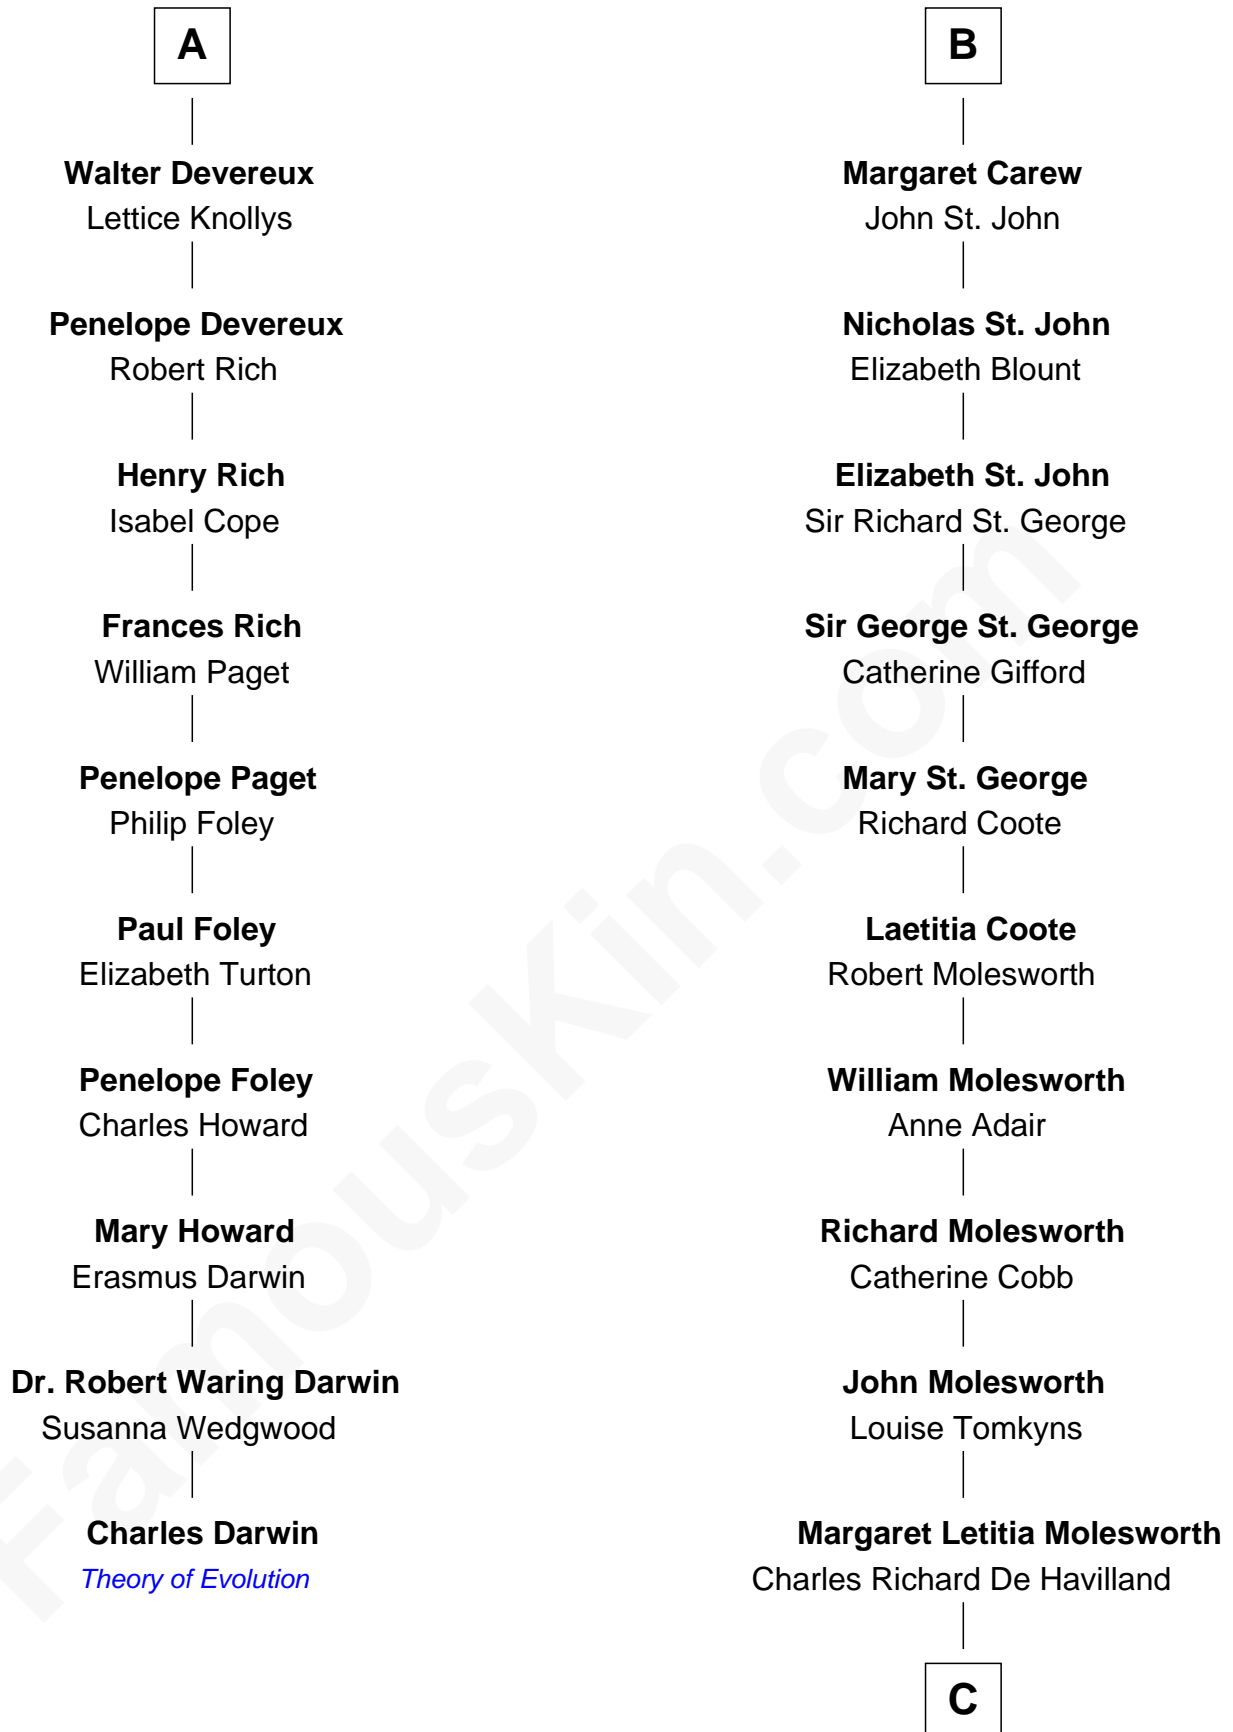 A
Walter Devereux
Lettice Knollys
Penelope Devereux
Robert Rich
Henry Rich
Isabel Cope
Frances Rich
William Paget
Penelope Paget
Philip Foley
Paul Foley
Elizabeth Turton
Penelope Foley
Charles Howard
Mary Howard
Erasmus Darwin
Dr. Robert Waring Darwin
Susanna Wedgwood
Charles Darwin
Theory of Evolution
B
Margaret Carew
John St. John
Nicholas St. John
Elizabeth Blount
Elizabeth St. John
Sir Richard St. George
Sir George St. George
Catherine Gifford
Mary St. George
Richard Coote
Laetitia Coote
Robert Molesworth
William Molesworth
Anne Adair
Richard Molesworth
Catherine Cobb
John Molesworth
Louise Tomkyns
Margaret Letitia Molesworth
Charles Richard De Havilland
C
FamousKin.com